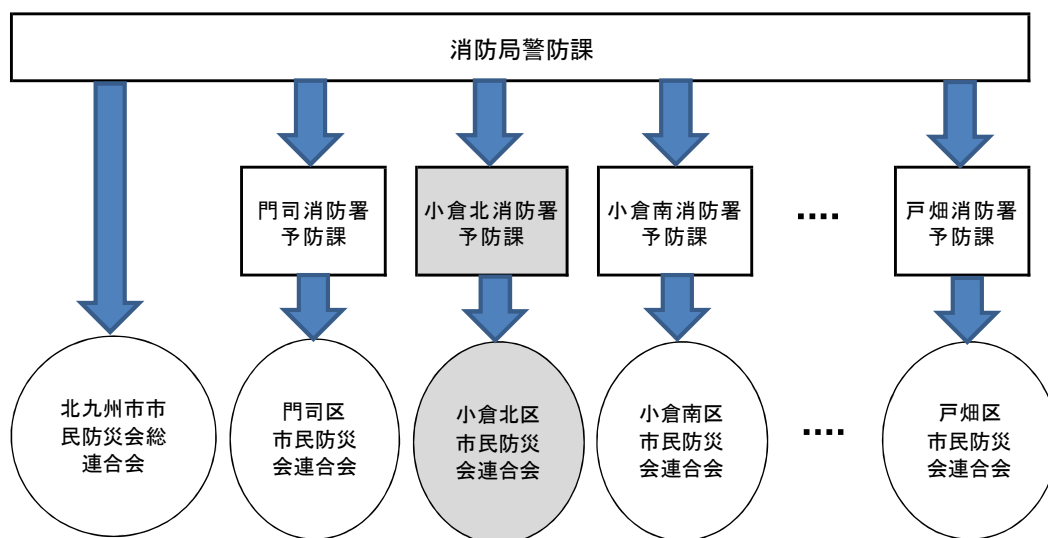 消防局警防課
門司消防署
予防課
小倉北消防署
予防課
小倉南消防署
予防課
....
戸畑消防署
予防課
北九州市市
民防災会総
連合会
門司区
市民防災
会連合会
小倉北区
市民防災
会連合会
小倉南区
市民防災
会連合会
....
戸畑区
市民防災
会連合会